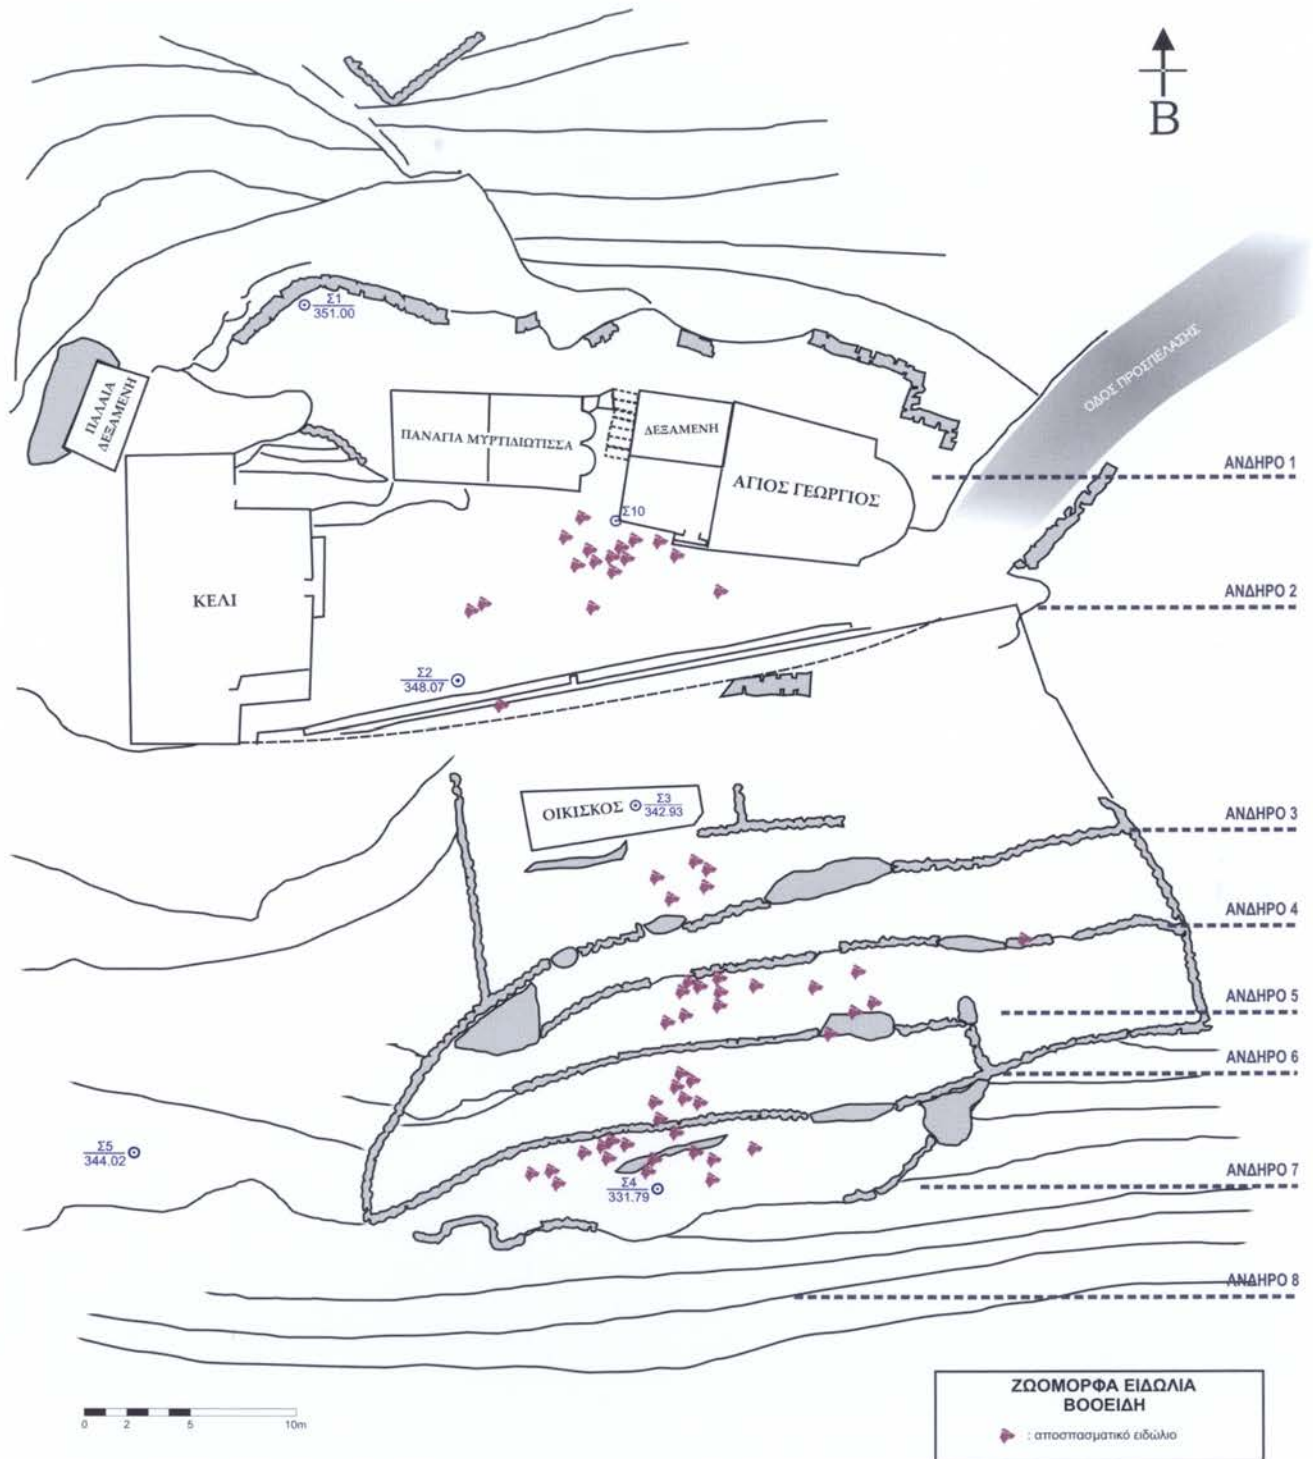 Β
Σ1
351.00
ΟΔΟΣ ΠΡΟΣΠΕΛΑΣΗΣ
ΠΑΛΑΙΑ
ΔΕΞΑΜΕΝΗ
ΠΑΝΑΓΙΑ ΜΥΡΤΙΔΙΩΤΙΣΣΑ
ΔΕΞΑΜΕΝΗ
ΑΓΙΟΣ ΓΕΩΡΓΙΟΣ
ΑΝΔΗΡΟ 1
Σ10
ΚΕΛΙ
ΑΝΔΗΡΟ 2
Σ2
348.07
ΟΙΚΙΣΚΟΣ
Σ3
342.93
ΑΝΔΗΡΟ 3
ΑΝΔΗΡΟ 4
ΑΝΔΗΡΟ 5
ΑΝΔΗΡΟ 6
Σ5
344.02
ΑΝΔΗΡΟ 7
Σ4
331.79
ΑΝΔΗΡΟ 8
ΖΩΟΜΟΡΦΑ ΕΙΔΩΛΙΑ
ΒΟΟΕΙΔΗ
: αποσπασματικό ειδώλιο
0 2 5 10m